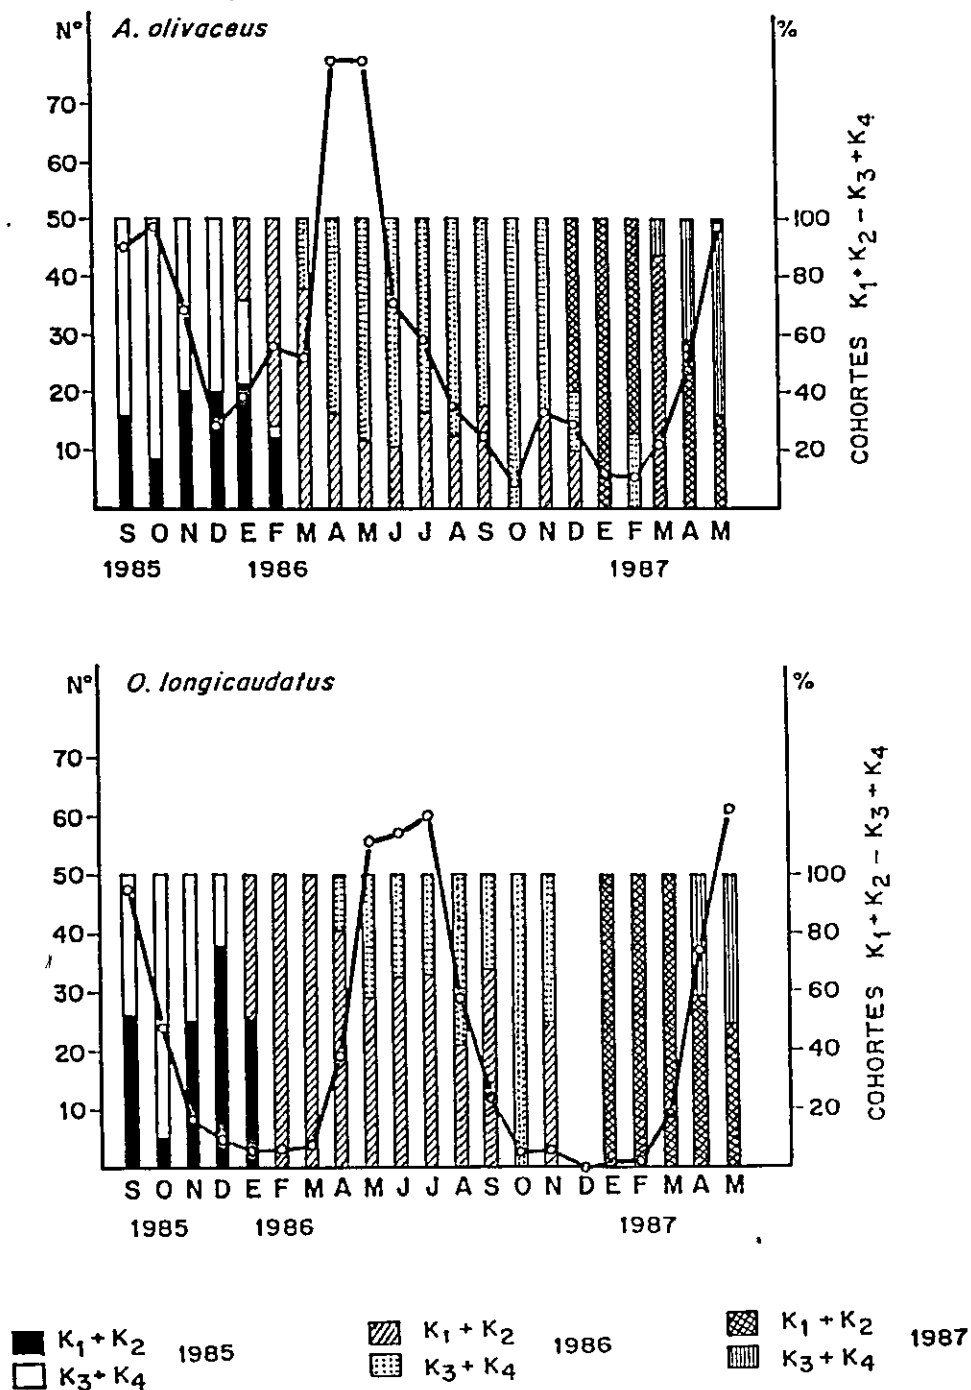 N° A. olivaceus %
70
60
50 100
40 80
30 60
20 40
10 20
COHORTES K₁+K₂ – K₃+K₄
S O N D E F M A M J J A S O N D E F M A M
1985 1986 1987
N° O. longicaudatus %
70
60
50 100
40 80
30 60
20 40
10 20
COHORTES K₁+K₂ – K₃+K₄
S O N D E F M A M J J A S O N D E F M A M
1985 1986 1987
K₁+K₂ 1985 K₁+K₂ 1986 K₁+K₂ 1987
K₃+K₄ K₃+K₄ K₃+K₄